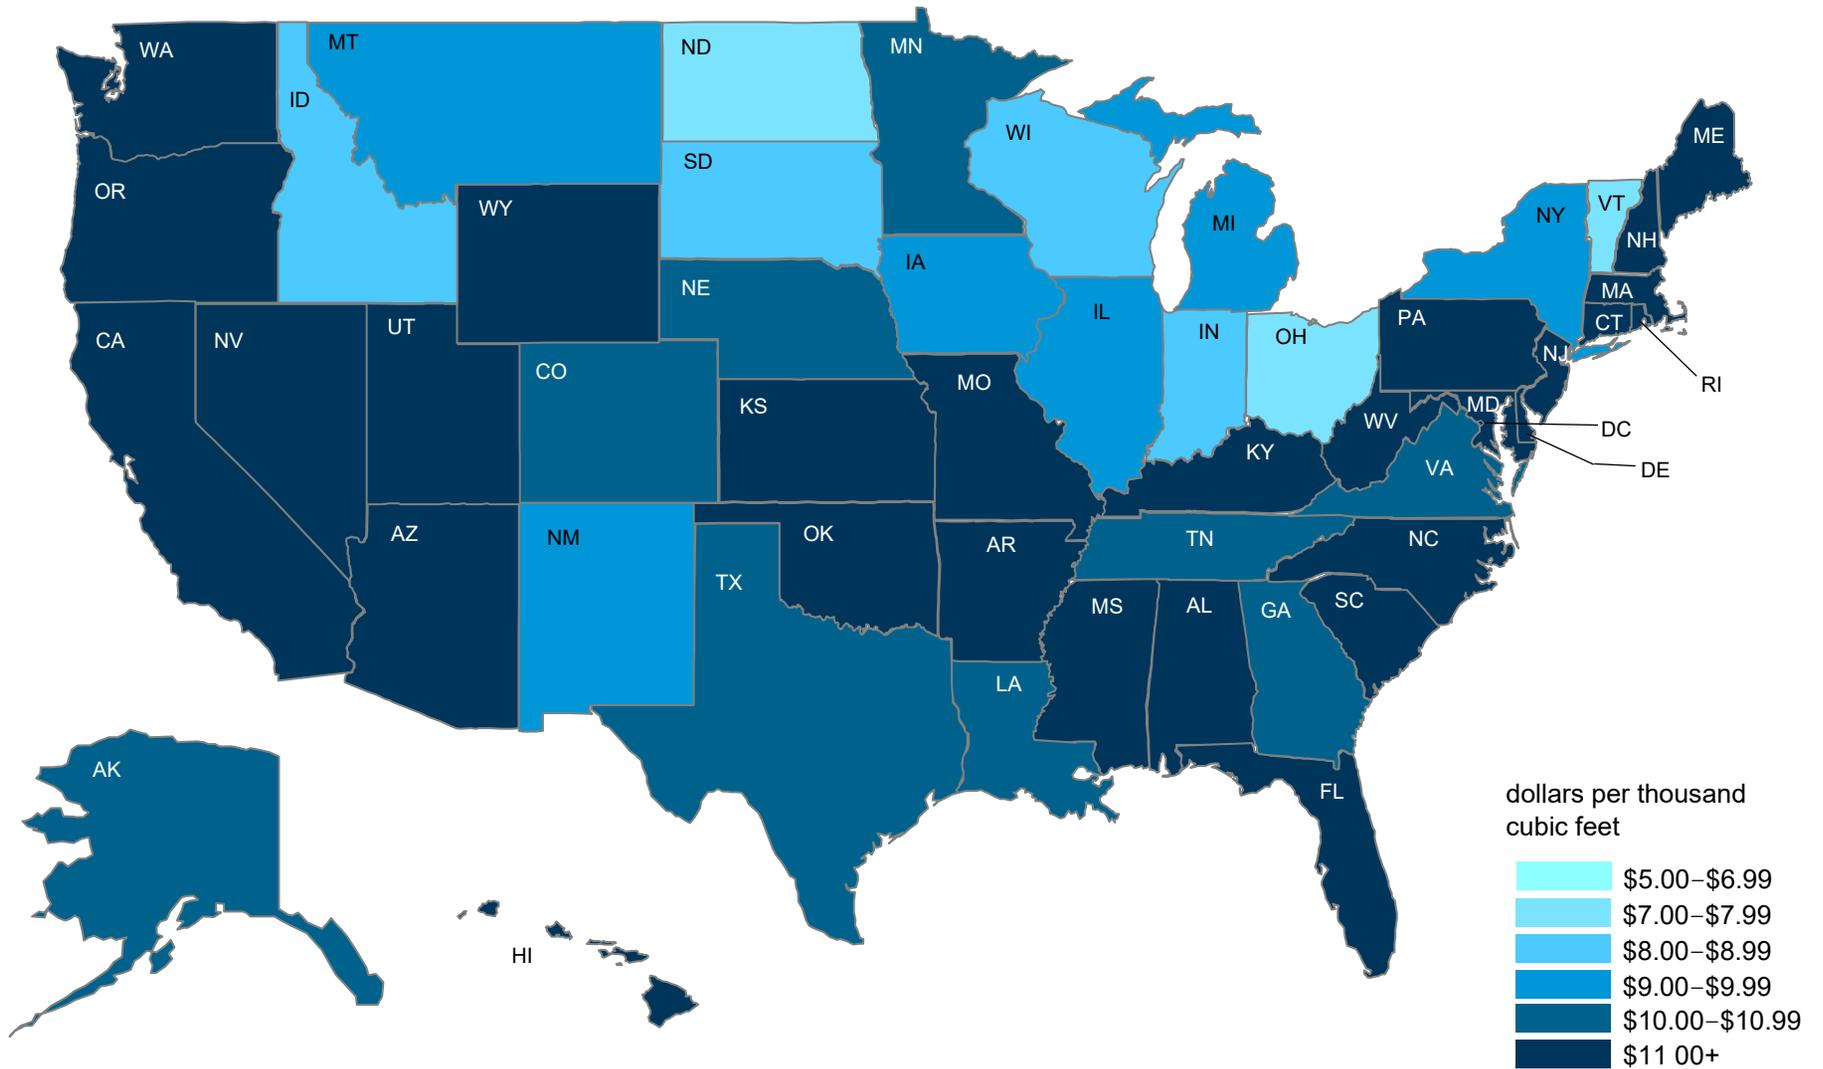 WA
MT
ND
MN
ID
WI
ME
SD
OR
WY
VT
NY
MI
NH
IA
NE
MA
IL
PA
CT
UT
IN
OH
CA
NV
NJ
CO
MO
RI
KS
MD
WV
DC
KY
VA
DE
AZ
OK
NM
AR
TN
NC
TX
MS
AL
GA
SC
LA
AK
FL
HI
dollars per thousand
cubic feet
$5.00–$6.99
$7.00–$7.99
$8.00–$8.99
$9.00–$9.99
$10.00–$10.99
$11 00+